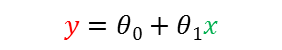 y = θ₀ + θ₁x